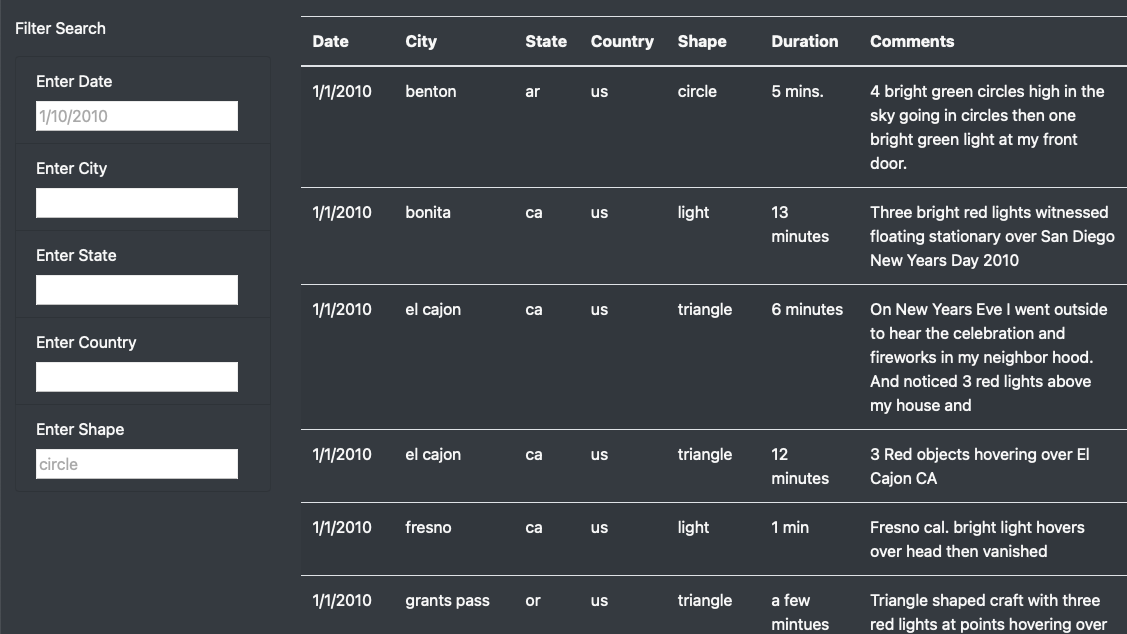 Filter Search
Enter Date
1/10/2010
Enter City
Enter State
Enter Country
Enter Shape
circle
Date City State Country Shape Duration Comments
1/1/2010 benton ar us circle 5 mins. 4 bright green circles high in the
sky going in circles then one
bright green light at my front
door.
1/1/2010 bonita ca us light 13 Three bright red lights witnessed
minutes floating stationary over San Diego
New Years Day 2010
1/1/2010 el cajon ca us triangle 6 minutes On New Years Eve I went outside
to hear the celebration and
fireworks in my neighbor hood.
And noticed 3 red lights above
my house and
1/1/2010 el cajon ca us triangle 12 3 Red objects hovering over El
minutes Cajon CA
1/1/2010 fresno ca us light 1 min Fresno cal. bright light hovers
over head then vanished
1/1/2010 grants pass or us triangle a few Triangle shaped craft with three
mintues red lights at points hovering over